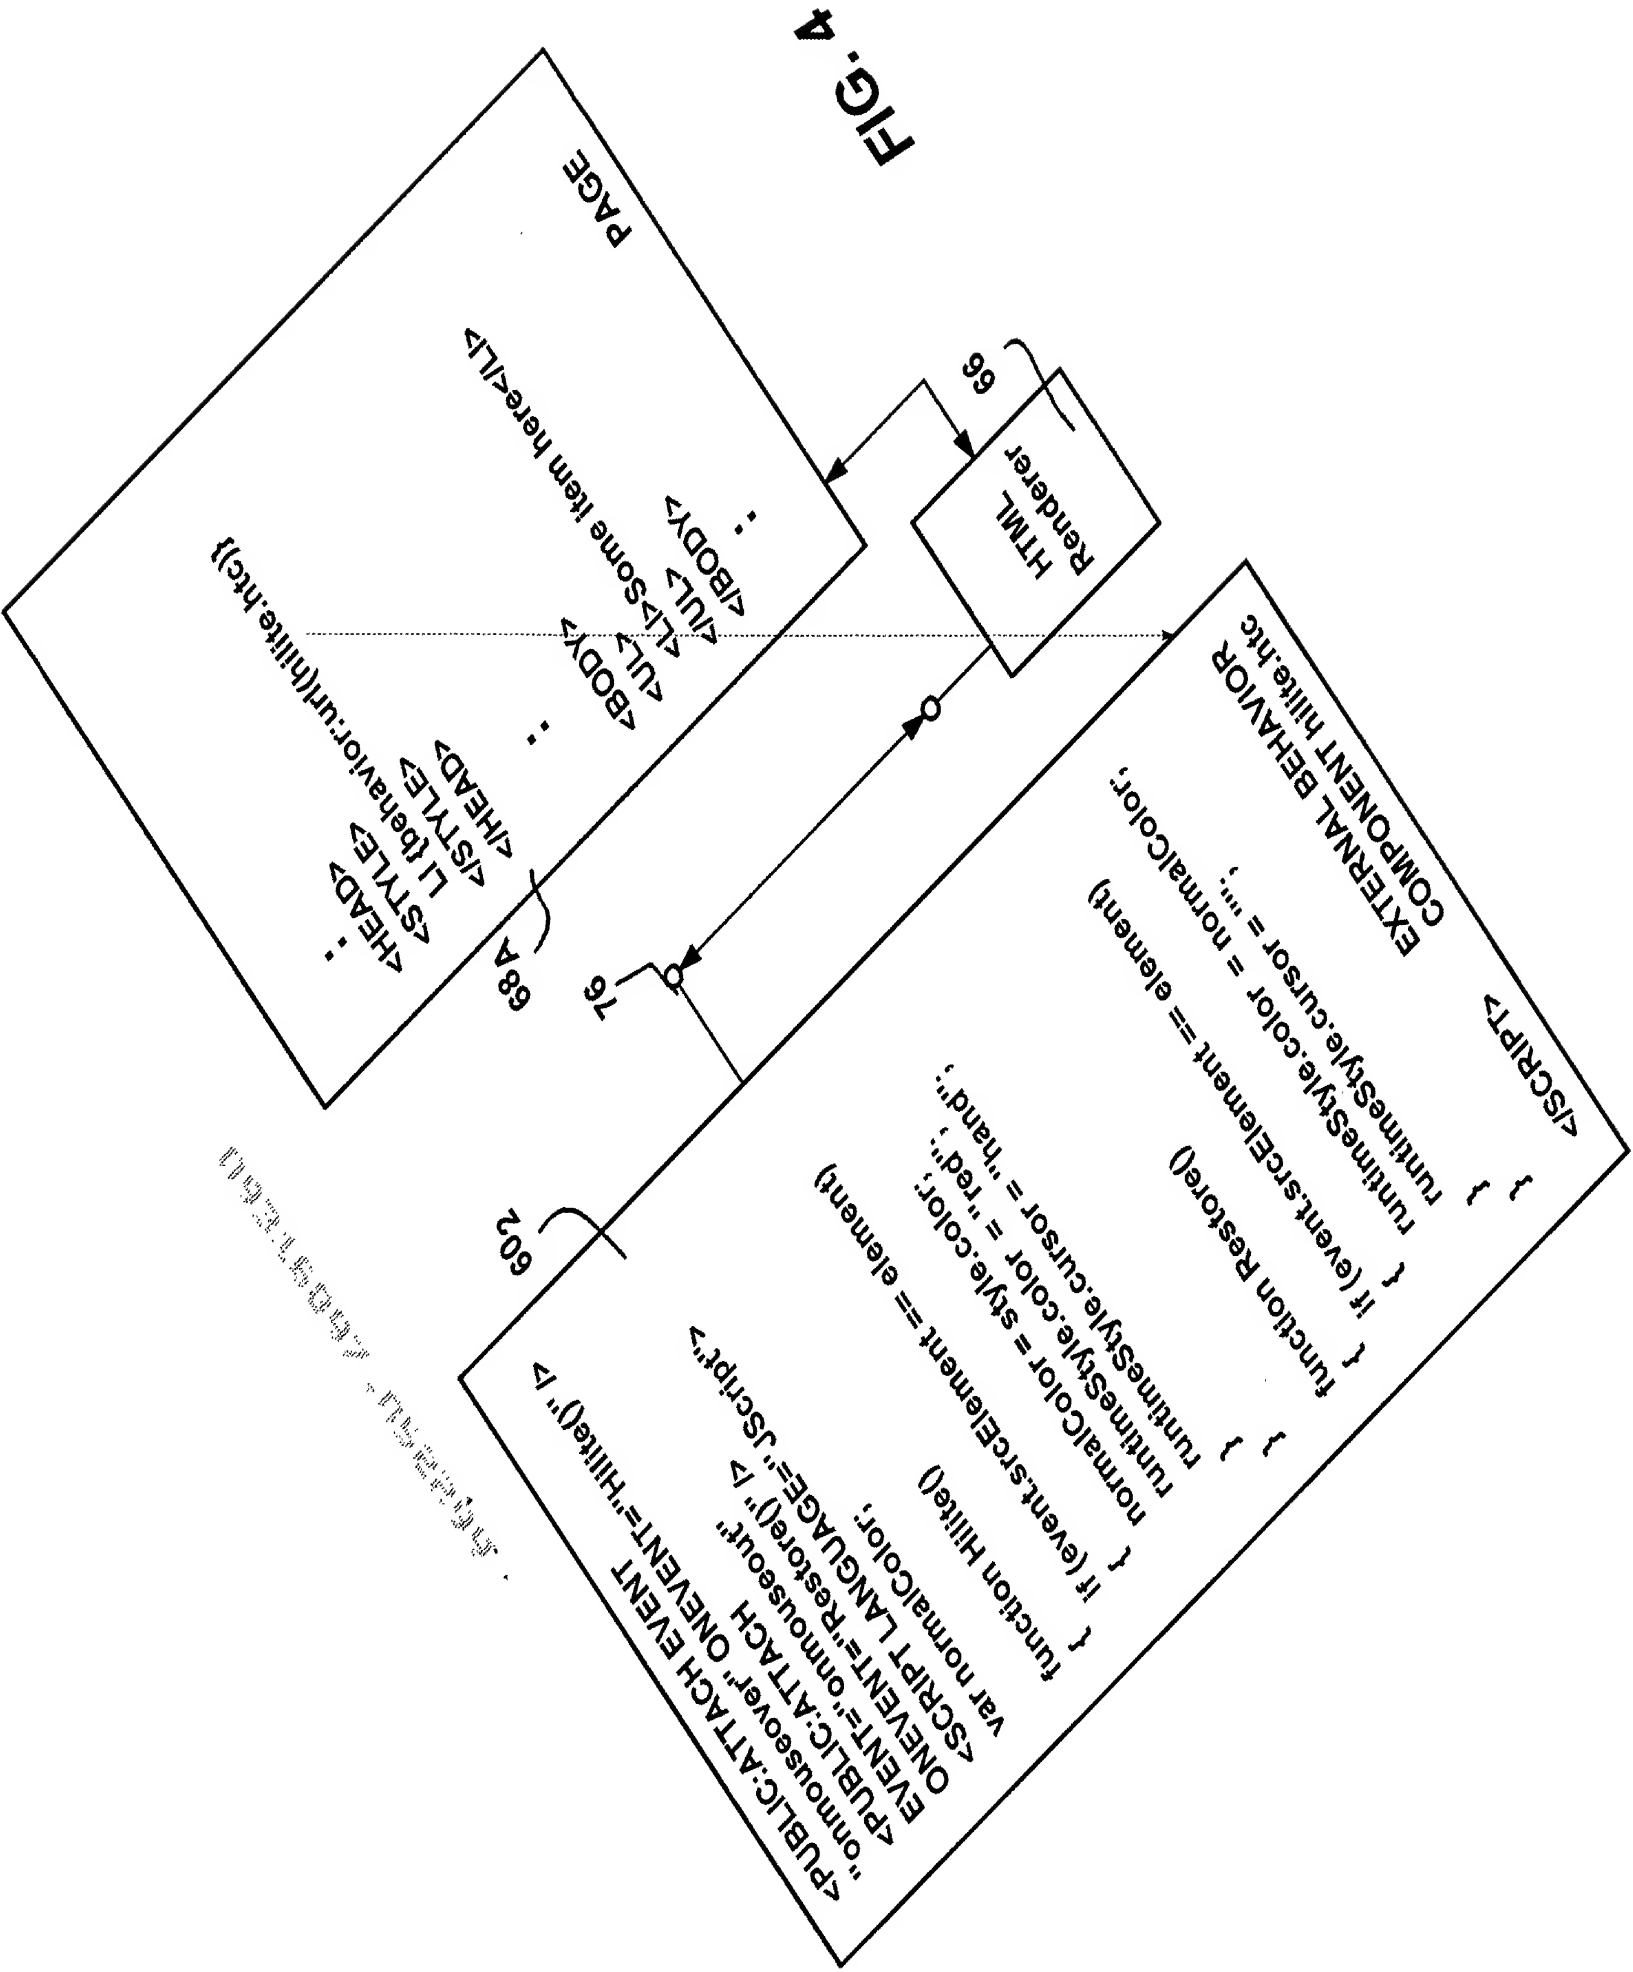 FIG. 4
PAGE
:
<HEAD>
<STYLE>
LI {behavior:url(hilite.htc)}
</STYLE>
</HEAD>
:
<BODY>
<UL>
<LI>Some item here</LI>
</UL>
</BODY>
:
68A
66
HTML
Renderer
76
602
<PUBLIC:ATTACH EVENT
"onmouseover" ONEVENT="Hilite()" />
<PUBLIC:ATTACH
EVENT="onmouseout"
ONEVENT="Restore()" />
<SCRIPT LANGUAGE="JScript">
var normalColor;
function Hilite()
{
if (event.srcElement == element)
{
normalColor = style.color;
runtimeStyle.color = "red";
runtimeStyle.cursor = "hand";
}
}
function Restore()
{
if (event.srcElement == element)
{
runtimeStyle.color = normalColor;
runtimeStyle.cursor = "";
}
}
</SCRIPT>
EXTERNAL BEHAVIOR
COMPONENT hilite.htc